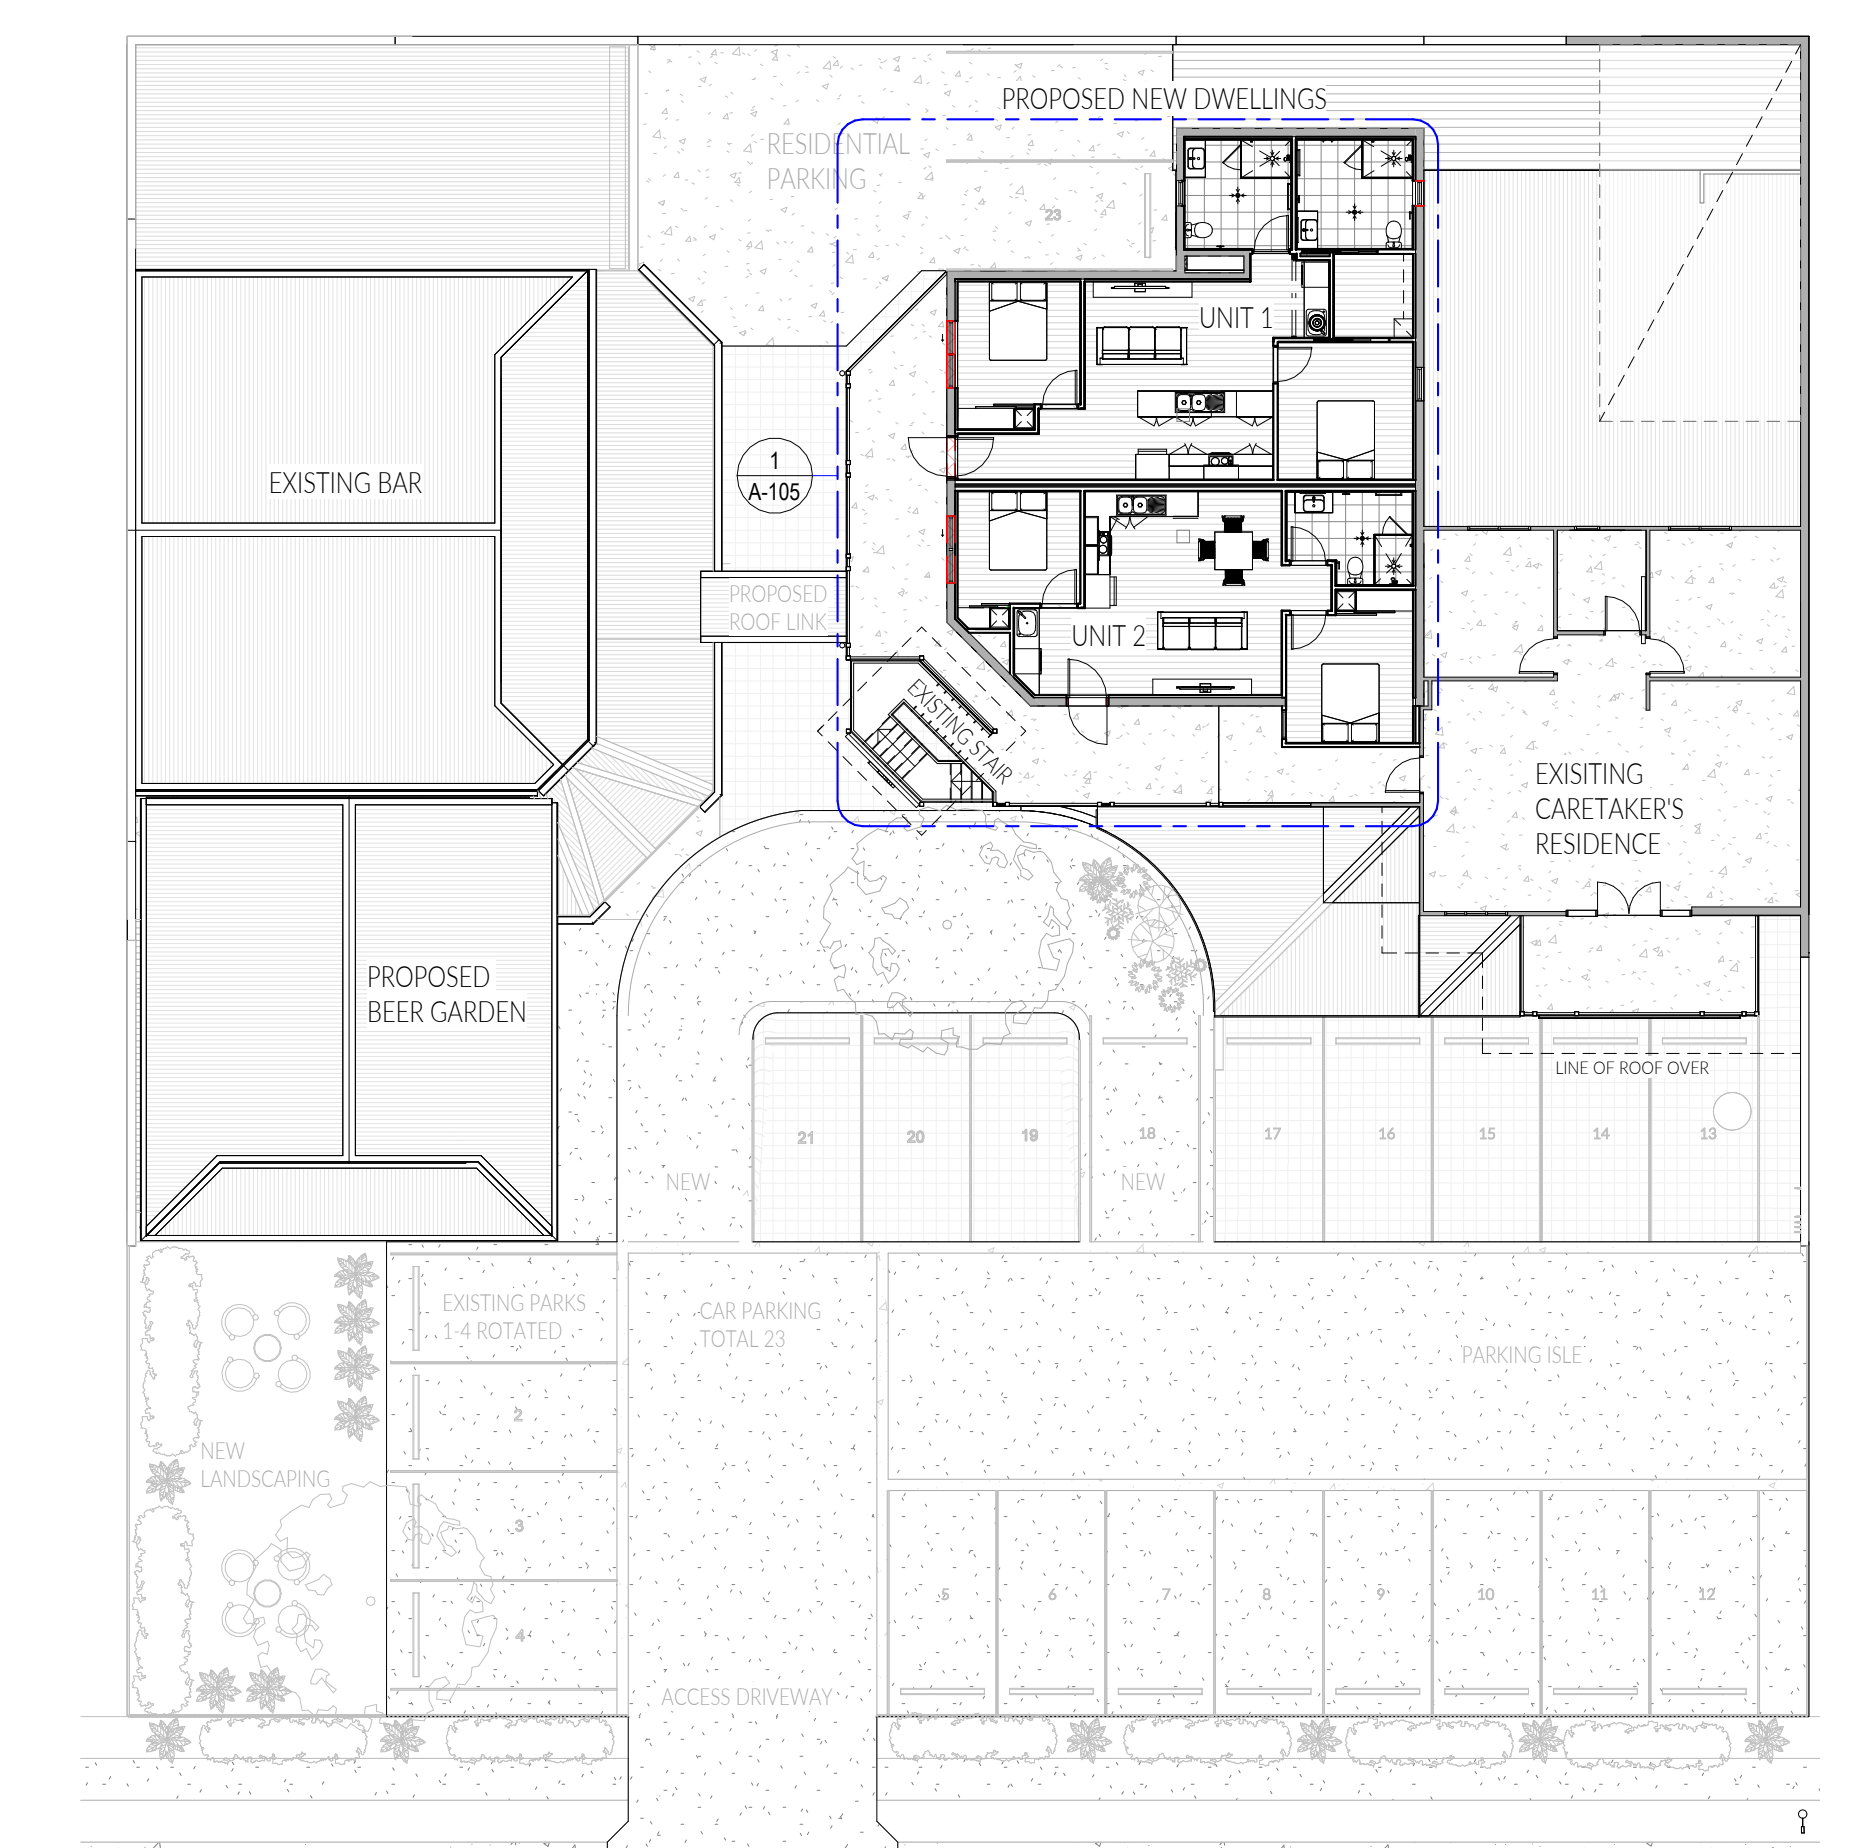 PROPOSED NEW DWELLINGS
RESIDENTIAL
PARKING
23
UNIT 1
1
A-105
EXISTING BAR
PROPOSED
ROOF LINK
UNIT 2
EXISTING STAIR
EXISITING
CARETAKER'S
RESIDENCE
PROPOSED
BEER GARDEN
LINE OF ROOF OVER
21
20
19
18
17
16
15
14
13
NEW
NEW
EXISTING PARKS
1-4 ROTATED
CAR PARKING
TOTAL 23
PARKING ISLE
2
NEW
LANDSCAPING
3
5
6
7
8
9
10
11
12
4
ACCESS DRIVEWAY